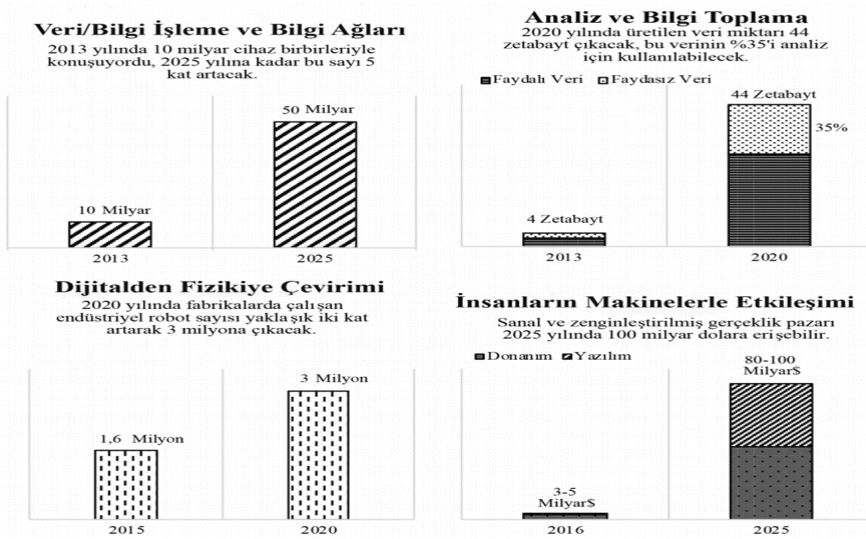 Veri/Bilgi İşleme ve Bilgi Ağları
2013 yılında 10 milyar cihaz birbirleriyle
konuşuyordu, 2025 yılına kadar bu sayı 5
kat artacak.
50 Milyar
10 Milyar
2013
2025
Analiz ve Bilgi Toplama
2020 yılında üretilen veri miktarı 44
zetabayt çıkacak, bu verinin %35'i analiz
için kullanılabilecek.
Faydalı Veri Faydasız Veri
44 Zetabayt
35%
4 Zetabayt
2013
2020
Dijitalden Fizikiye Çevirimi
2020 yılında fabrikalarda çalışan
endüstriyel robot sayısı yaklaşık iki kat
artarak 3 milyona çıkacak.
3 Milyon
1,6 Milyon
2015
2020
İnsanların Makinelerle Etkileşimi
Sanal ve zenginleştirilmiş gerçeklik pazarı
2025 yılında 100 milyar dolara erişebilir.
Donanım Yazılım
80-100
Milyar$
3-5
Milyar$
2016
2025